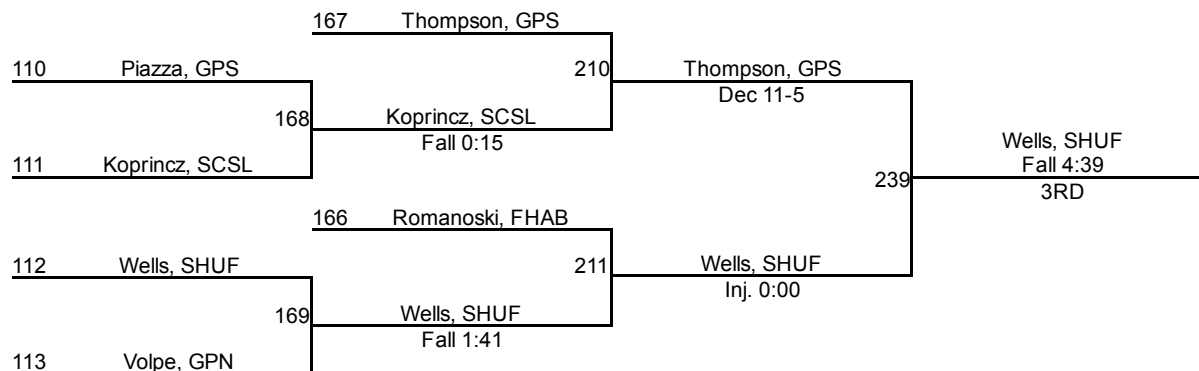 167 Thompson, GPS
110 Piazza, GPS
210 Thompson, GPS
Dec 11-5
168 Koprincz, SCSL
Fall 0:15
Wells, SHUF
111 Koprincz, SCSL
Fall 4:39
239
3RD
166 Romanoski, FHAB
112 Wells, SHUF
211 Wells, SHUF
Inj. 0:00
169 Wells, SHUF
Fall 1:41
113 Volpe, GPN